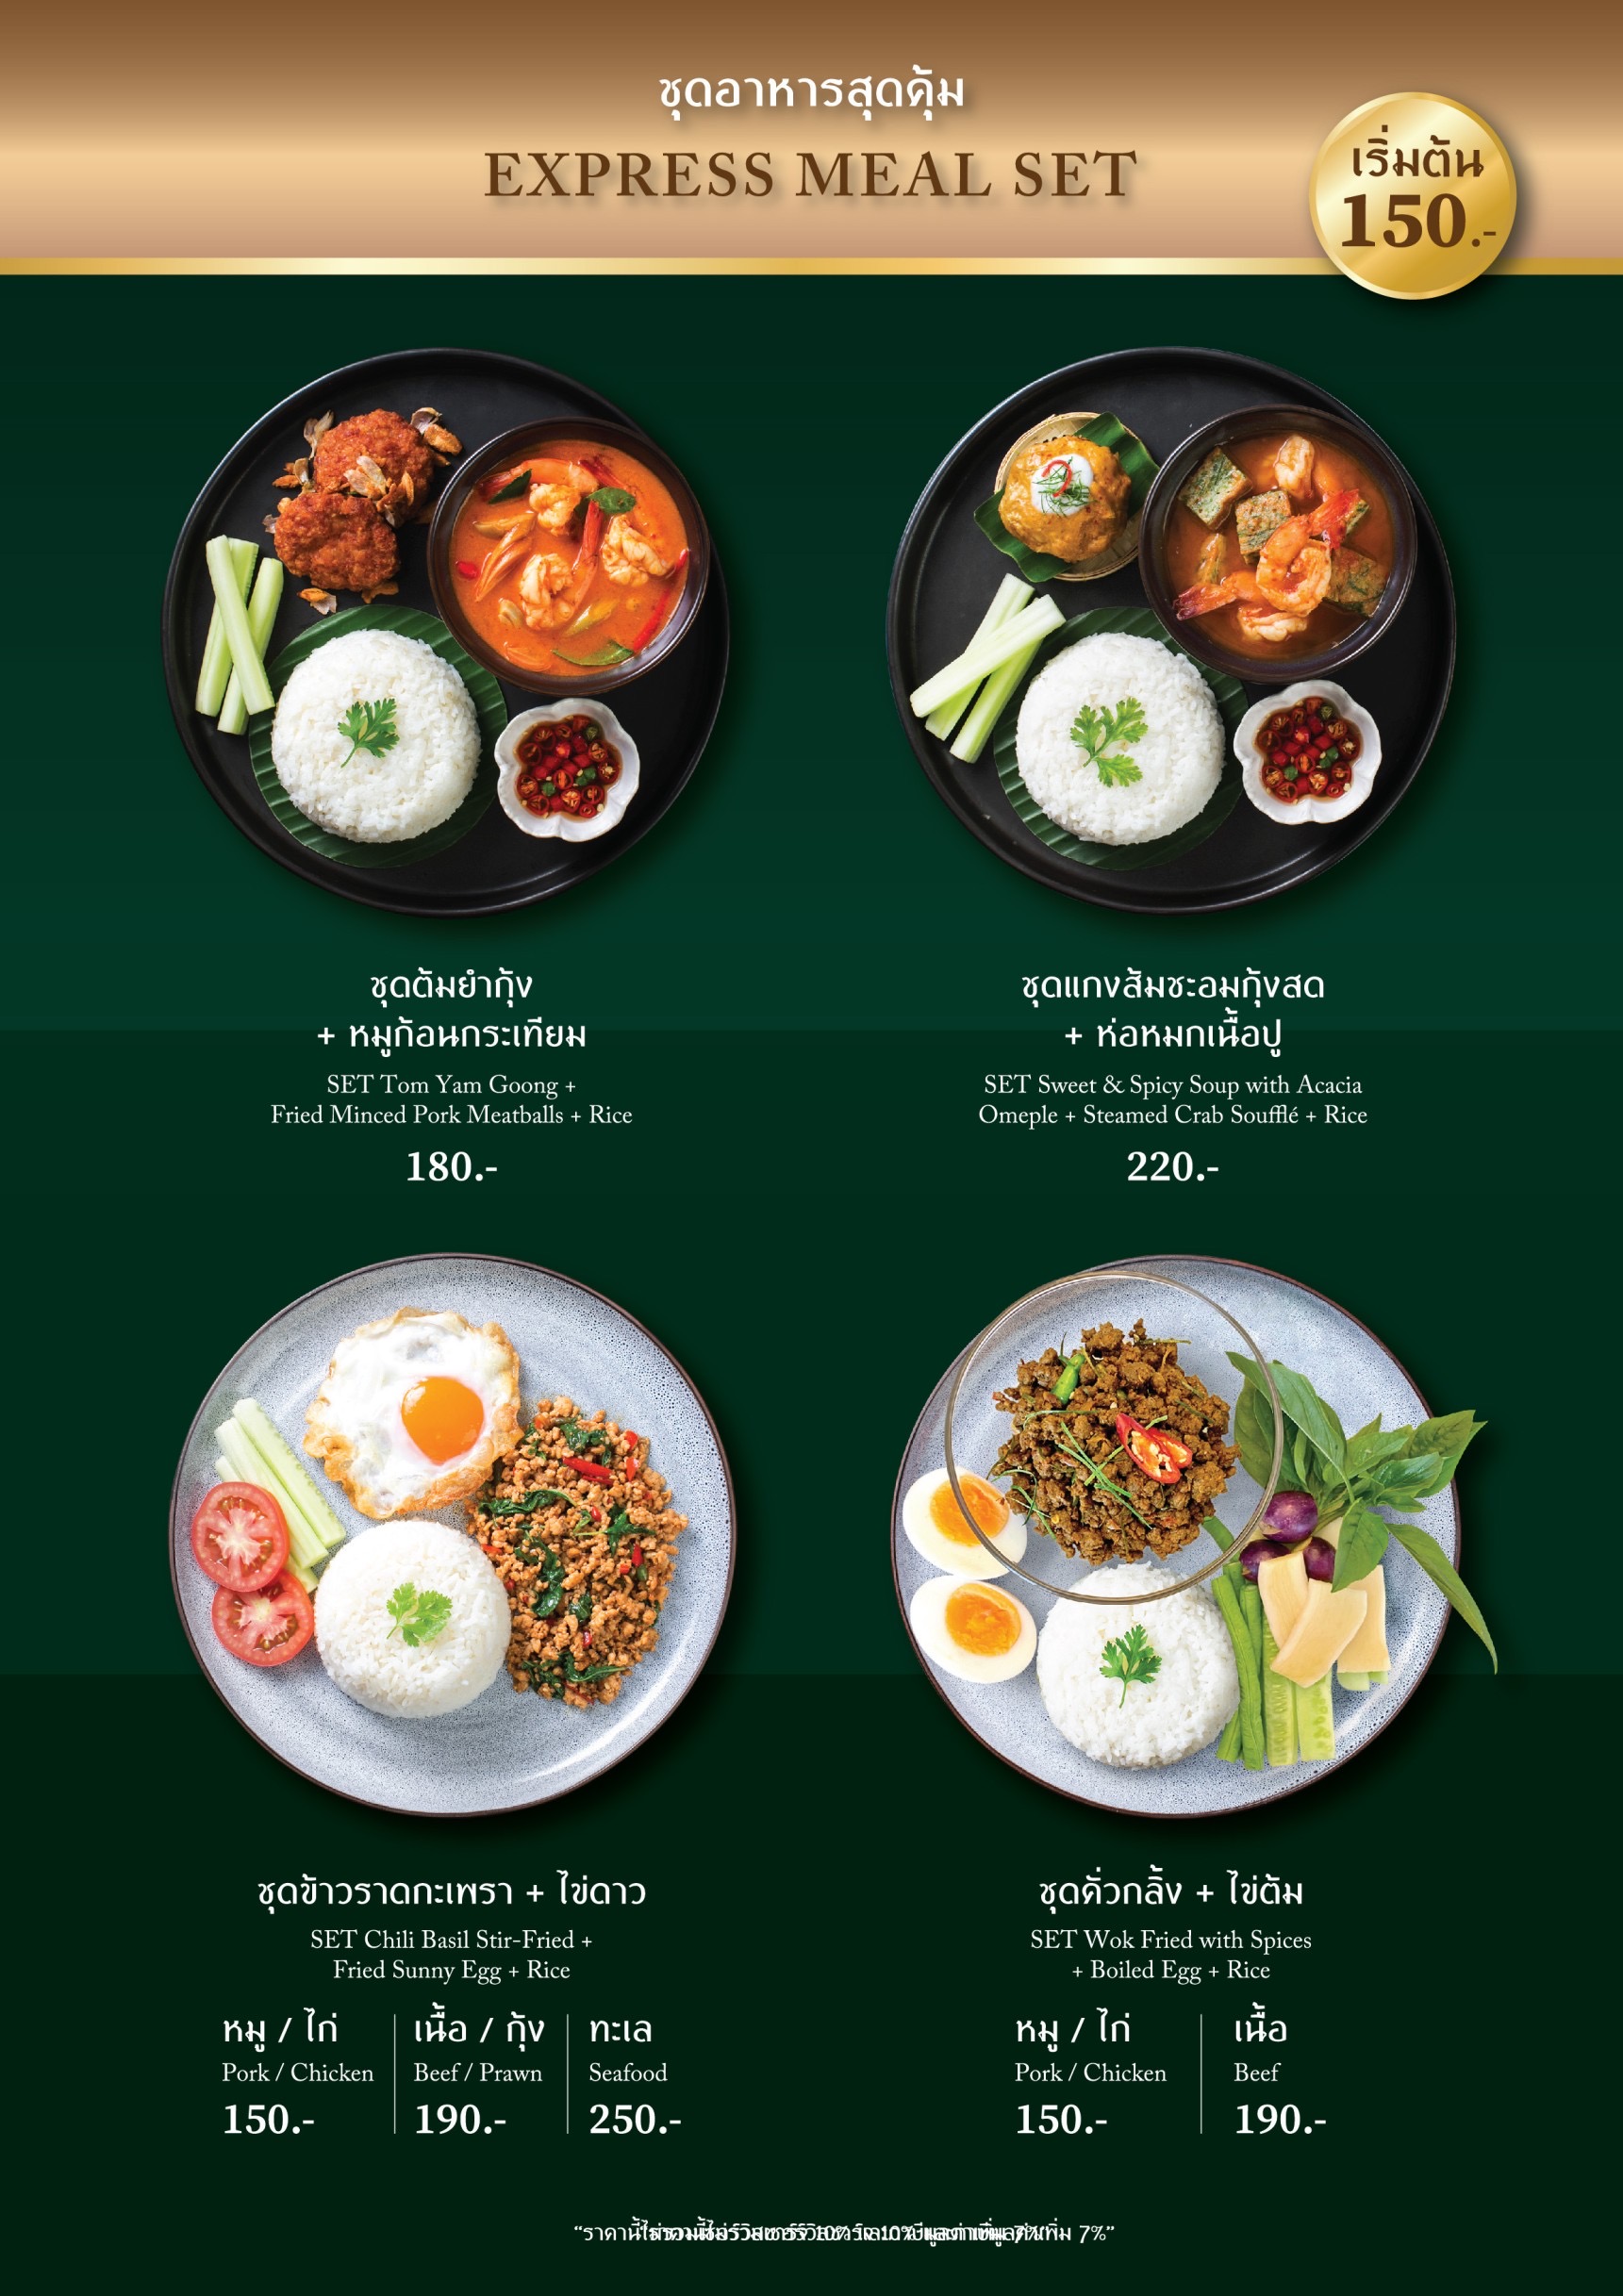 ชุดอาหารสุดคุ้ม
EXPRESS MEAL SET
เริ่มต้น
150.-
ชุดต้มยำกุ้ง
+ หมูก้อนกระเทียม
SET Tom Yam Goong +
Fried Minced Pork Meatballs + Rice
180.-
ชุดแกงส้มชะอมกุ้งสด
+ ห่อหมกเนื้อปู
SET Sweet & Spicy Soup with Acacia
Omeple + Steamed Crab Soufflé + Rice
220.-
ชุดข้าวราดกะเพรา + ไข่ดาว
SET Chili Basil Stir-Fried +
Fried Sunny Egg + Rice
หมู / ไก่
Pork / Chicken
150.-
เนื้อ / กุ้ง
Beef / Prawn
190.-
ทะเล
Seafood
250.-
ชุดคั่วกลิ้ง + ไข่ต้ม
SET Wok Fried with Spices
+ Boiled Egg + Rice
หมู / ไก่
Pork / Chicken
150.-
เนื้อ
Beef
190.-
“ราคานี้ 7%”